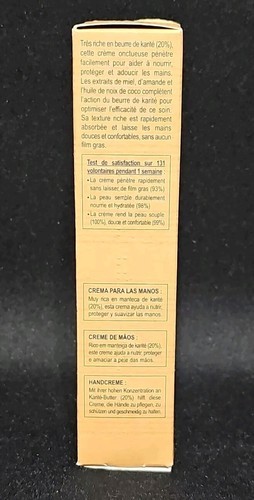 Très riche en beurre de karité (20%),
cette crème onctueuse pénètre
facilement pour aider à nourrir,
protéger et adoucir les mains.
Les extraits de miel, d'amande et
l'huile de noix de coco complètent
l'action du beurre de karité pour
optimiser l'efficacité de ce soin.
Sa texture riche est rapidement
absorbée et laisse les mains
douces et confortables, sans aucun
film gras.
Test de satisfaction sur 131
volontaires pendant 1 semaine :
• La crème pénètre rapidement
sans laisser de film gras (93%)
• La peau semble durablement
nourrie et hydratée (98%)
• La crème rend la peau souple
(100%), douce et confortable (99%)
CREMA PARA LAS MANOS :
Muy rica en manteca de karité
(20%), esta crema ayuda a nutrir,
proteger y suavizar las manos.
CREME DE MÃOS :
Rico em manteiga de karité (20%),
este creme ajuda a nutrir, proteger
e amaciar a pele das mãos.
HANDCREME :
Mit ihrer hohen Konzentration an
Karité-Butter (20%) hilft diese
Creme, die Hände zu pflegen, zu
schützen und geschmeidig zu halten.